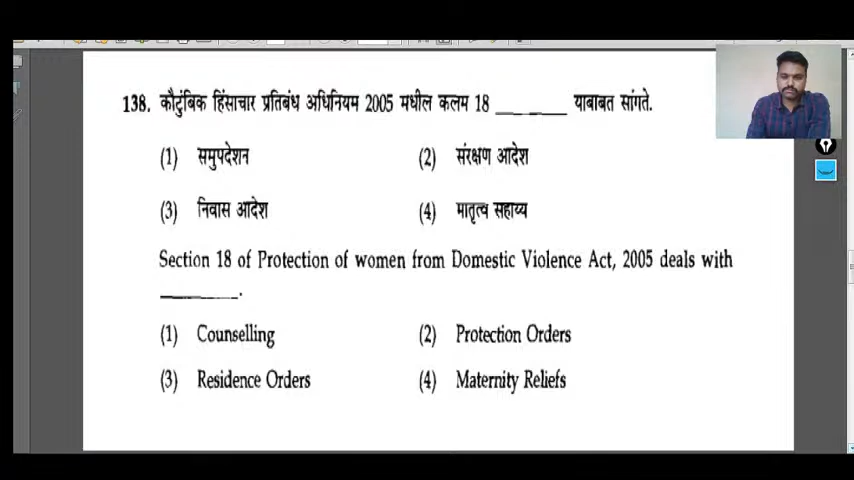 138. कौटुंबिक हिंसाचार प्रतिबंध अधिनियम 2005 मधील कलम 18 ________ याबाबत सांगते.
(1) समुपदेशन (2) संरक्षण आदेश
(3) निवास आदेश (4) मातृत्व सहाय्य
Section 18 of Protection of women from Domestic Violence Act, 2005 deals with
________.
(1) Counselling (2) Protection Orders
(3) Residence Orders (4) Maternity Reliefs